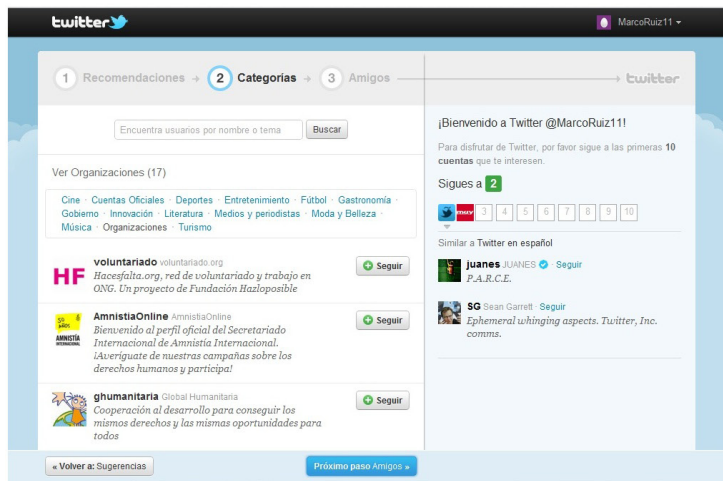 twitter
MarcoRuiz11
1 Recomendaciones → 2 Categorías → 3 Amigos → twitter
Encuentra usuarios por nombre o tema
Buscar
Ver Organizaciones (17)
Cine · Cuentas Oficiales · Deportes · Entretenimiento · Fútbol · Gastronomía ·
Gobierno · Innovación · Literatura · Medios y periodistas · Moda y Belleza ·
Música · Organizaciones · Turismo
HF
voluntariado voluntariado.org
Hacesfalta.org, red de voluntariado y trabajo en
ONG. Un proyecto de Fundación Hazloposible
Seguir
50 AÑOS
AMNISTÍA
INTERNACIONAL
AmnistiaOnline AmnistiaOnline
Bienvenido al perfil oficial del Secretariado
Internacional de Amnistía Internacional.
¡Averíguate de nuestras campañas sobre los
derechos humanos y participa!
Seguir
ghumanitaria Global Humanitaria
Cooperación al desarrollo para conseguir los
mismos derechos y las mismas oportunidades para
todos
Seguir
« Volver a: Sugerencias
Próximo paso Amigos »
¡Bienvenido a Twitter @MarcoRuiz11!
Para disfrutar de Twitter, por favor sigue a las primeras 10
cuentas que te interesen.
Sigues a 2
muy 3 4 5 6 7 8 9 10
Similar a Twitter en español
juanes JUANES · Seguir
P.A.R.C.E.
SG Sean Garrett · Seguir
Ephemeral whinging aspects. Twitter, Inc.
comms.